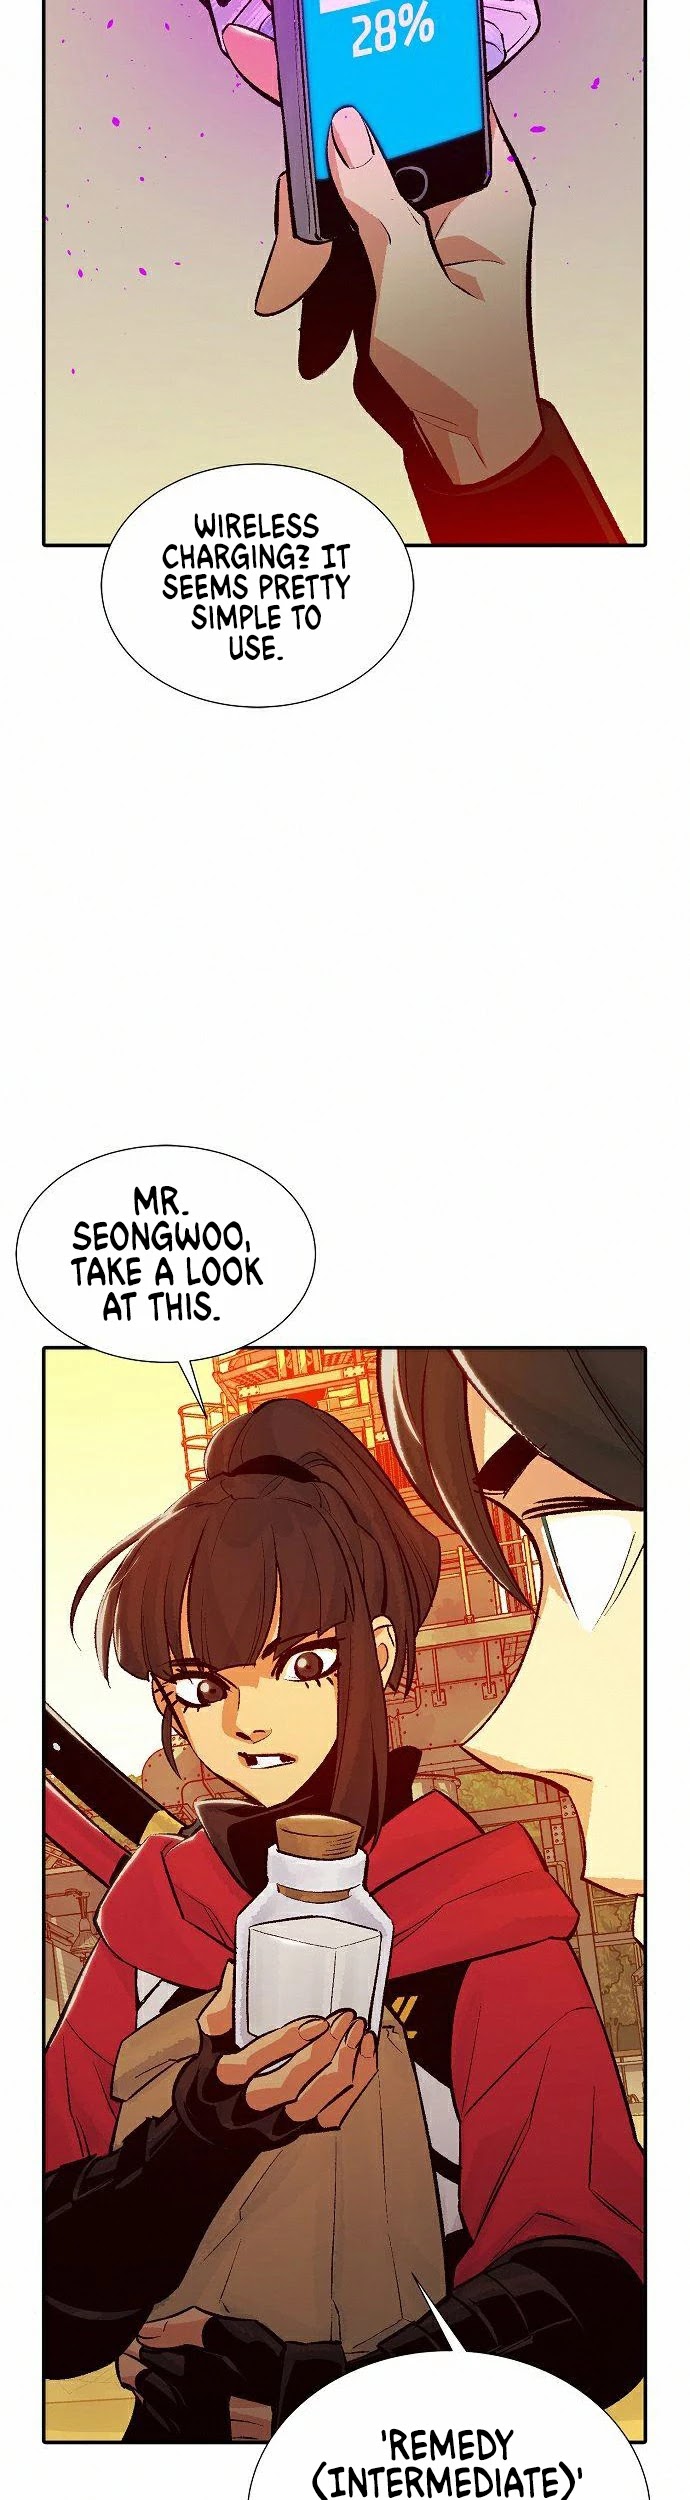 28%
WIRELESS
CHARGING? IT
SEEMS PRETTY
SIMPLE TO
USE.
MR.
SEONGWOO,
TAKE A LOOK
AT THIS.
'REMEDY
(INTERMEDIATE)'